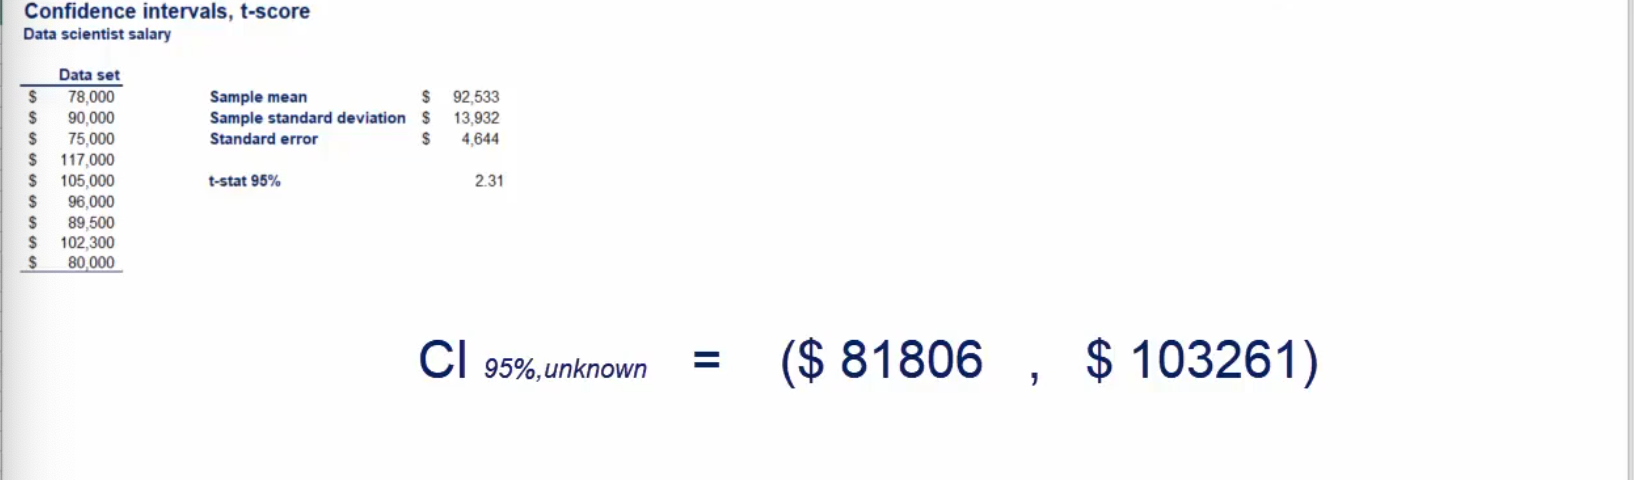 Confidence intervals, t-score
Data scientist salary
Data set
$ 78,000 Sample mean $ 92,533
$ 90,000 Sample standard deviation $ 13,932
$ 75,000 Standard error $ 4,644
$ 117,000
$ 105,000 t-stat 95% 2.31
$ 96,000
$ 89,500
$ 102,300
$ 80,000
CI 95%,unknown = ($ 81806 , $ 103261)